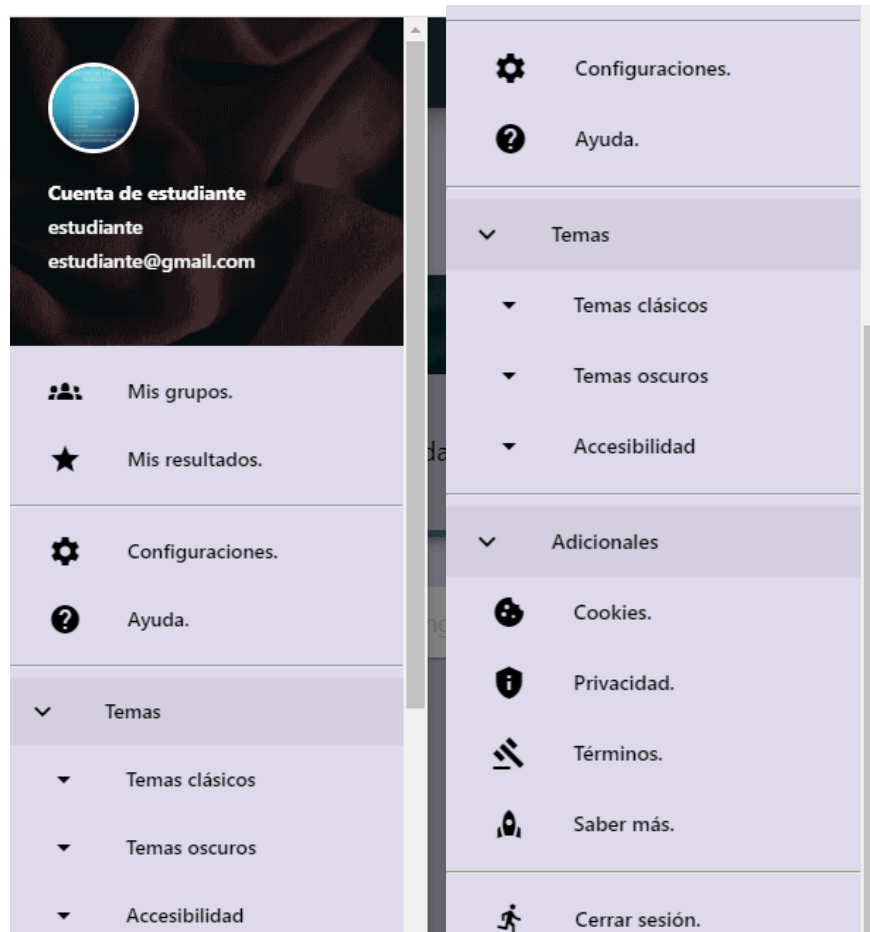 Cuenta de estudiante
estudiante
estudiante@gmail.com
Mis grupos.
Mis resultados.
Configuraciones.
Ayuda.
Temas
Temas clásicos
Temas oscuros
Accesibilidad
Configuraciones.
Ayuda.
Temas
Temas clásicos
Temas oscuros
Accesibilidad
Adicionales
Cookies.
Privacidad.
Términos.
Saber más.
Cerrar sesión.